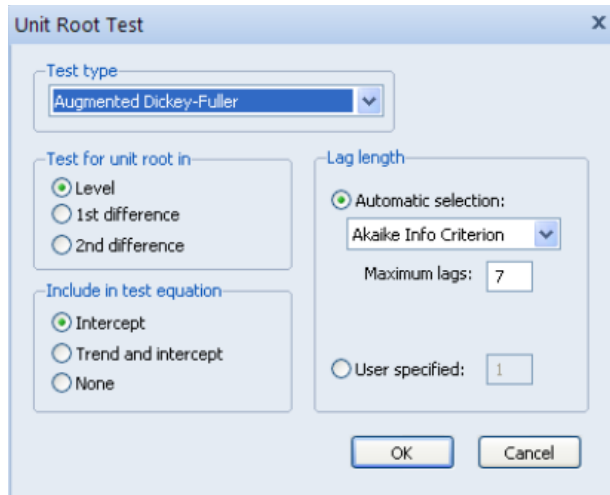 Unit Root Test
x
Test type
Augmented Dickey-Fuller
Test for unit root in
Level
1st difference
2nd difference
Include in test equation
Intercept
Trend and intercept
None
Lag length
Automatic selection:
Akaike Info Criterion
Maximum lags: 7
User specified: 1
OK Cancel